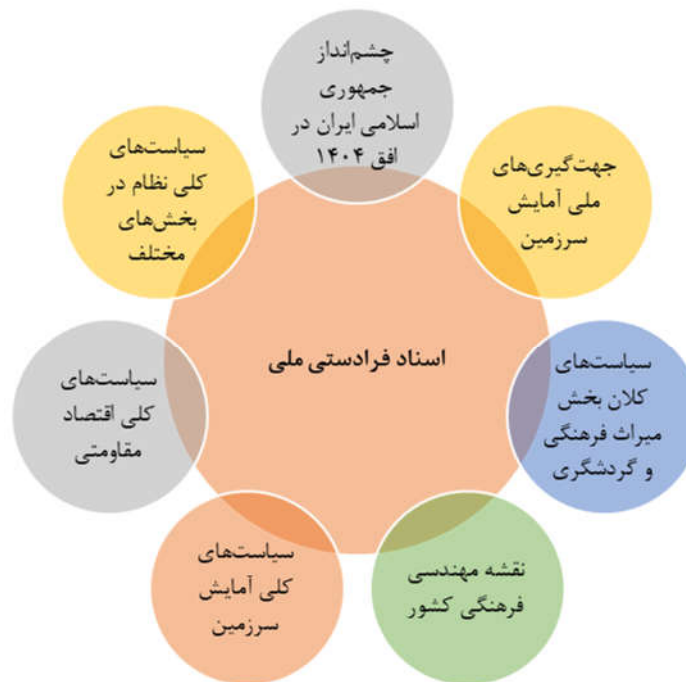 چشم‌انداز
جمهوری
اسلامی ایران در
افق ۱۴۰۴
جهت‌گیری‌های
ملی آمایش
سرزمین
سیاست‌های
کلان بخش
میراث فرهنگی
و گردشگری
نقشه مهندسی
فرهنگی کشور
سیاست‌های
کلی آمایش
سرزمین
سیاست‌های
کلی اقتصاد
مقاومتی
سیاست‌های
کلی نظام در
بخش‌های
مختلف
اسناد فرادستی ملی